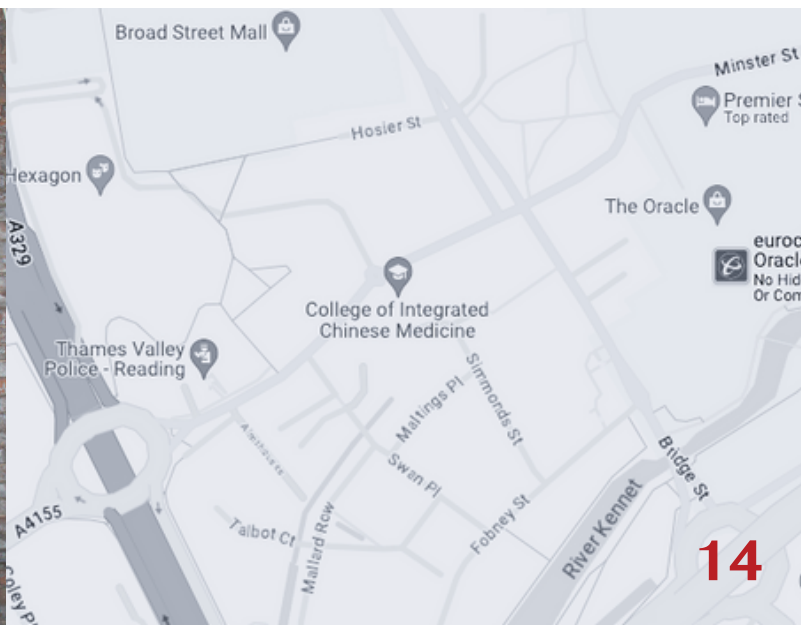 Broad Street Mall
Minster St
Premier
Top rated
Hosier St
Hexagon
The Oracle
A329
euroc
Oracle
No Hid
Or Com
College of Integrated
Chinese Medicine
Thames Valley
Police - Reading
Simmonds St
Maltings Pl
Swan Pl
Bridge St
A4155
Talbot Ct
Mallard Row
Fobney St
River Kennet
14